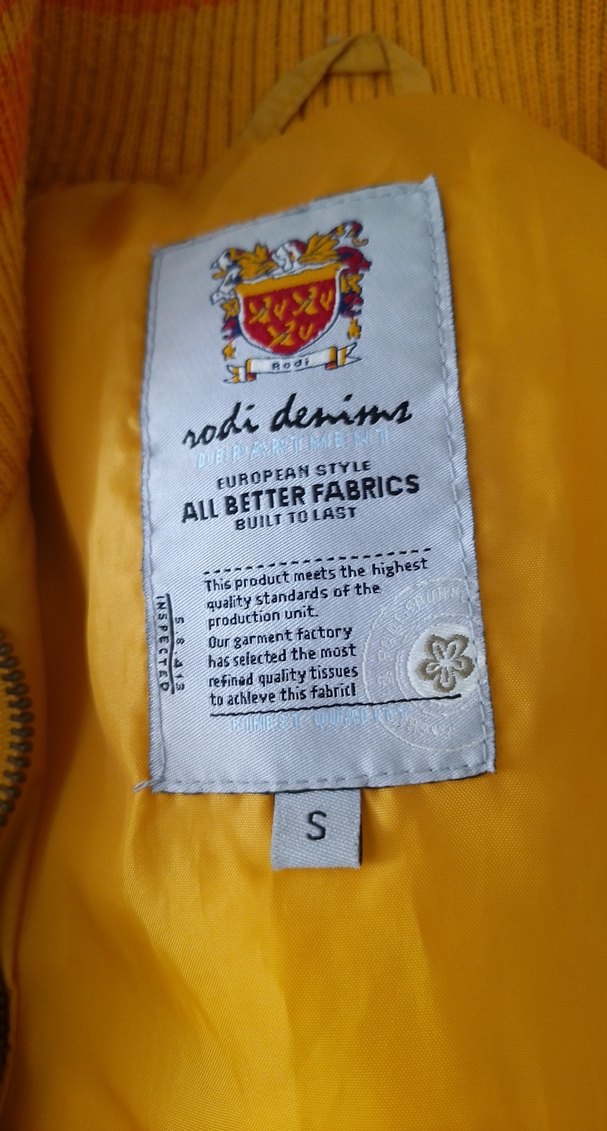 Rodi
rodi denims
DEPARTMENT
EUROPEAN STYLE
ALL BETTER FABRICS
BUILT TO LAST
This product meets the highest
quality standards of the
production unit.
Our garment factory
has selected the most
refined quality tissues
to achieve this fabric!
INSPECTED
S